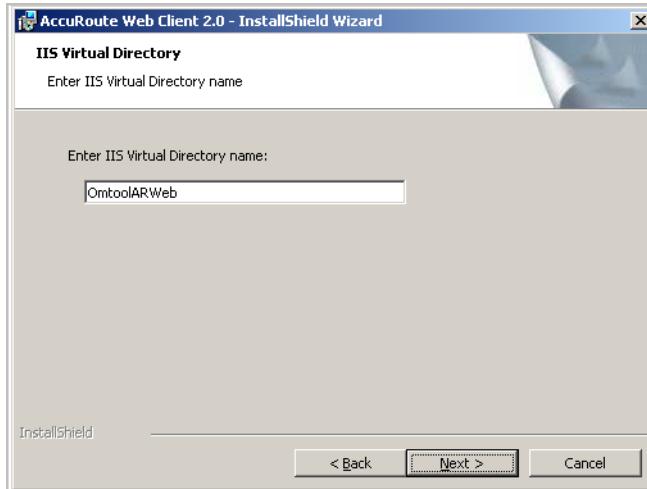 AccuRoute Web Client 2.0 - InstallShield Wizard
IIS Virtual Directory
Enter IIS Virtual Directory name
Enter IIS Virtual Directory name:
OmtoolARWeb
InstallShield
< Back
Next >
Cancel